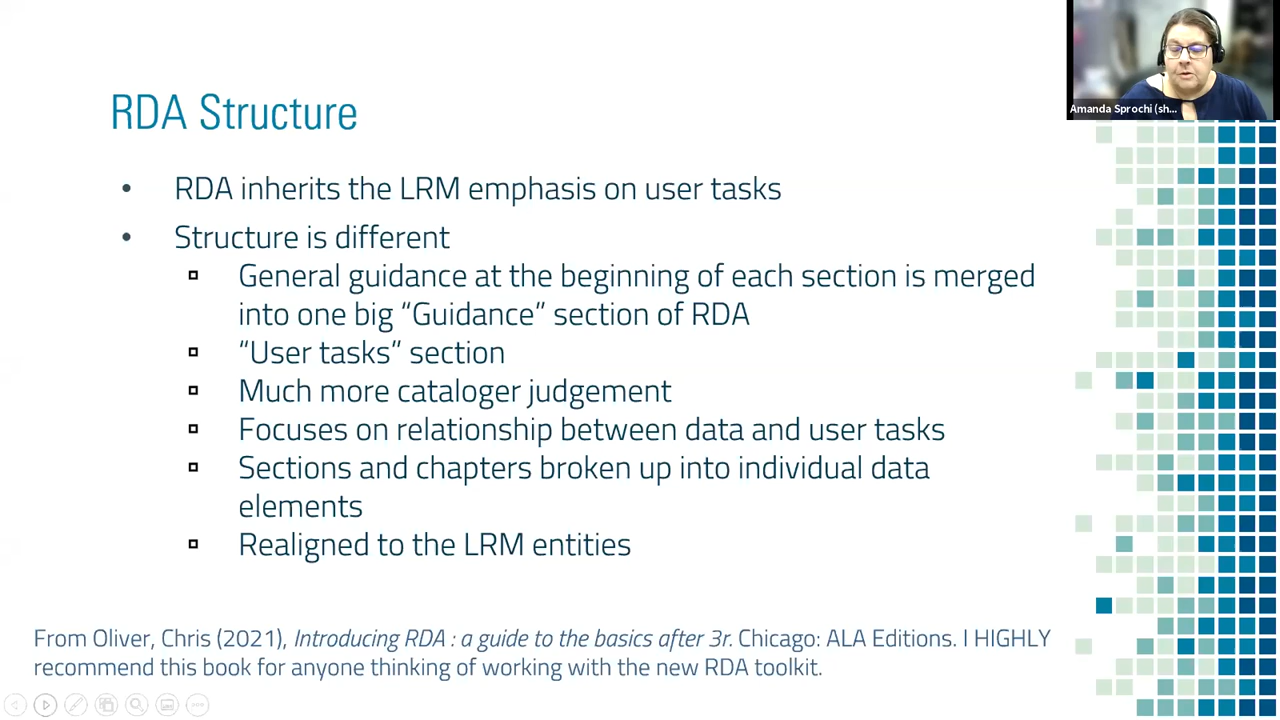 Amanda Sprochi (sh...
RDA Structure
• RDA inherits the LRM emphasis on user tasks
• Structure is different
▫ General guidance at the beginning of each section is merged
into one big “Guidance” section of RDA
▫ “User tasks” section
▫ Much more cataloger judgement
▫ Focuses on relationship between data and user tasks
▫ Sections and chapters broken up into individual data
elements
▫ Realigned to the LRM entities
From Oliver, Chris (2021), Introducing RDA : a guide to the basics after 3r. Chicago: ALA Editions. I HIGHLY
recommend this book for anyone thinking of working with the new RDA toolkit.